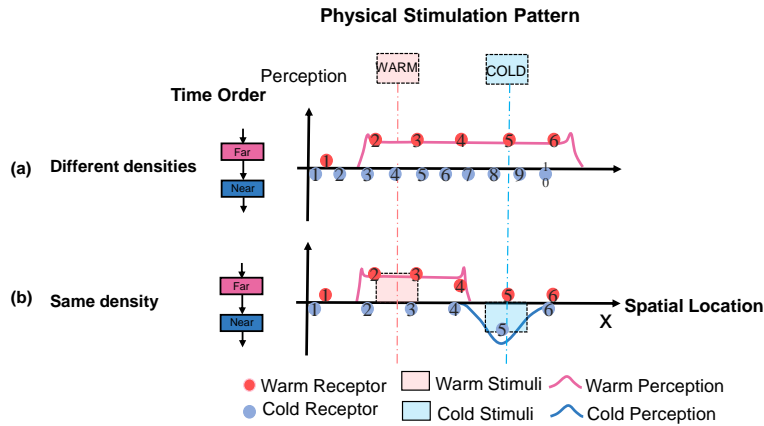 Physical Stimulation Pattern
WARM
COLD
Perception
Time Order
(a) Different densities
Far
Near
1 2 3 4 5 6
1 2 3 4 5 6 7 8 9 10
(b) Same density
Far
Near
1 2 3 4 5 6
1 2 3 4 5 6
X
Spatial Location
Warm Receptor
Warm Stimuli
Warm Perception
Cold Receptor
Cold Stimuli
Cold Perception